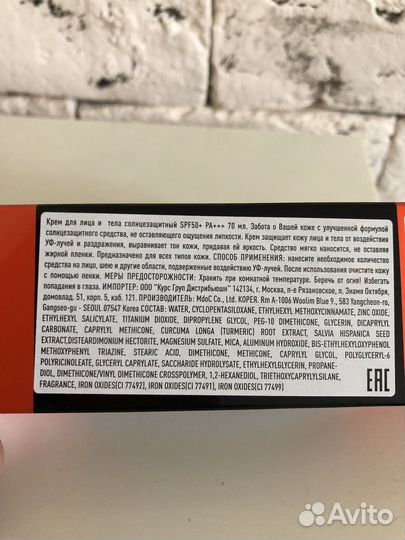 Крем для лица и тела солнцезащитный SPF50+ PA+++ 70 мл. Забота о Вашей коже с улучшенной формулой
солнцезащитного средства, не оставляющего ощущения липкости. Крем защищает кожу лица и тела от воздействия
УФ-лучей и раздражения, выравнивает тон кожи, придавая ей яркость. Средство мягко наносится, не оставляя
жирной пленки. Предназначено для всех типов кожи. СПОСОБ ПРИМЕНЕНИЯ: нанесите необходимое количество
средства на лицо, шею и другие области, подверженные воздействию УФ-лучей. После использования очистите кожу
с помощью пенки. МЕРЫ ПРЕДОСТОРОЖНОСТИ: Хранить при комнатной температуре. Беречь от огня! Избегать
попадания в глаза. ИМПОРТЕР: ООО "Курс Груп Дистрибьюшн" 142134, г. Москва, п-е Рязановское, п. Знамя Октября,
домовлад. 51, корп. 5, каб. 121. ПРОИЗВОДИТЕЛЬ: MdoC Co., Ltd. КОРЕЯ. Rm A-1006 Woolim Blue 9., 583 Yangcheon-ro,
Gangseo-gu - SEOUL 07547 Korea СОСТАВ: WATER, CYCLOPENTASILOXANE, ETHYLHEXYL METHOXYCINNAMATE, ZINC OXIDE,
ETHYLHEXYL SALICYLATE, TITANIUM DIOXIDE, DIPROPYLENE GLYCOL, PEG-10 DIMETHICONE, GLYCERIN, DICAPRYLYL
CARBONATE, CAPRYLYL METHICONE, CURCUMA LONGA (TURMERIC) ROOT EXTRACT, SALVIA HISPANICA SEED
EXTRACT,DISTEARDIMONIUM HECTORITE, MAGNESIUM SULFATE, MICA, ALUMINUM HYDROXIDE, BIS-ETHYLHEXYLOXYPHENOL
METHOXYPHENYL TRIAZINE, STEARIC ACID, DIMETHICONE, CAPRYLYL GLYCOL, POLYGLYCERYL-6
POLYRICINOLEATE, GLYCERYL CAPRYLATE, SACCHARIDE HYDROLYSATE, ETHYLHEXYLGLYCERIN, PROPANE-
DIOL, DIMETHICONE/VINYL DIMETHICONE CROSSPOLYMER, 1,2-HEXANEDIOL, TRIETHOXYCAPRYLYLSILANE,
FRAGRANCE, IRON OXIDES(CI 77492), IRON OXIDES(CI 77491), IRON OXIDES(CI 77499)
EAC
Avito